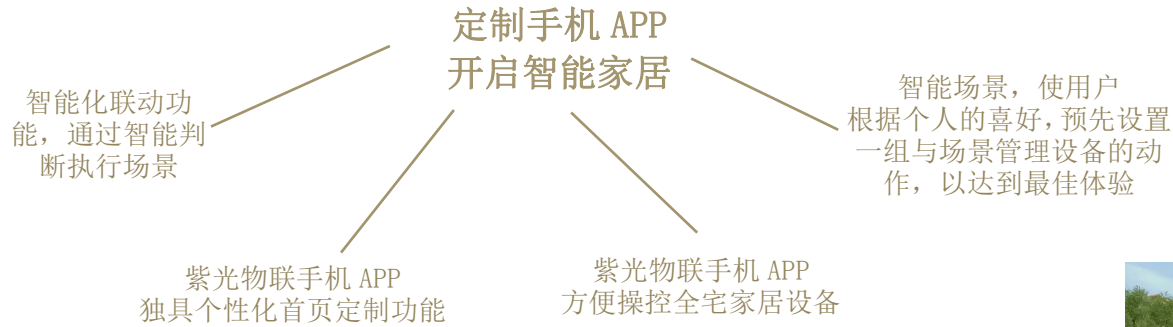 定制手机 APP
开启智能家居
智能化联动功
能，通过智能判
断执行场景
紫光物联手机 APP
独具个性化首页定制功能
紫光物联手机 APP
方便操控全宅家居设备
智能场景，使用户
根据个人的喜好，预先设置
一组与场景管理设备的动
作，以达到最佳体验